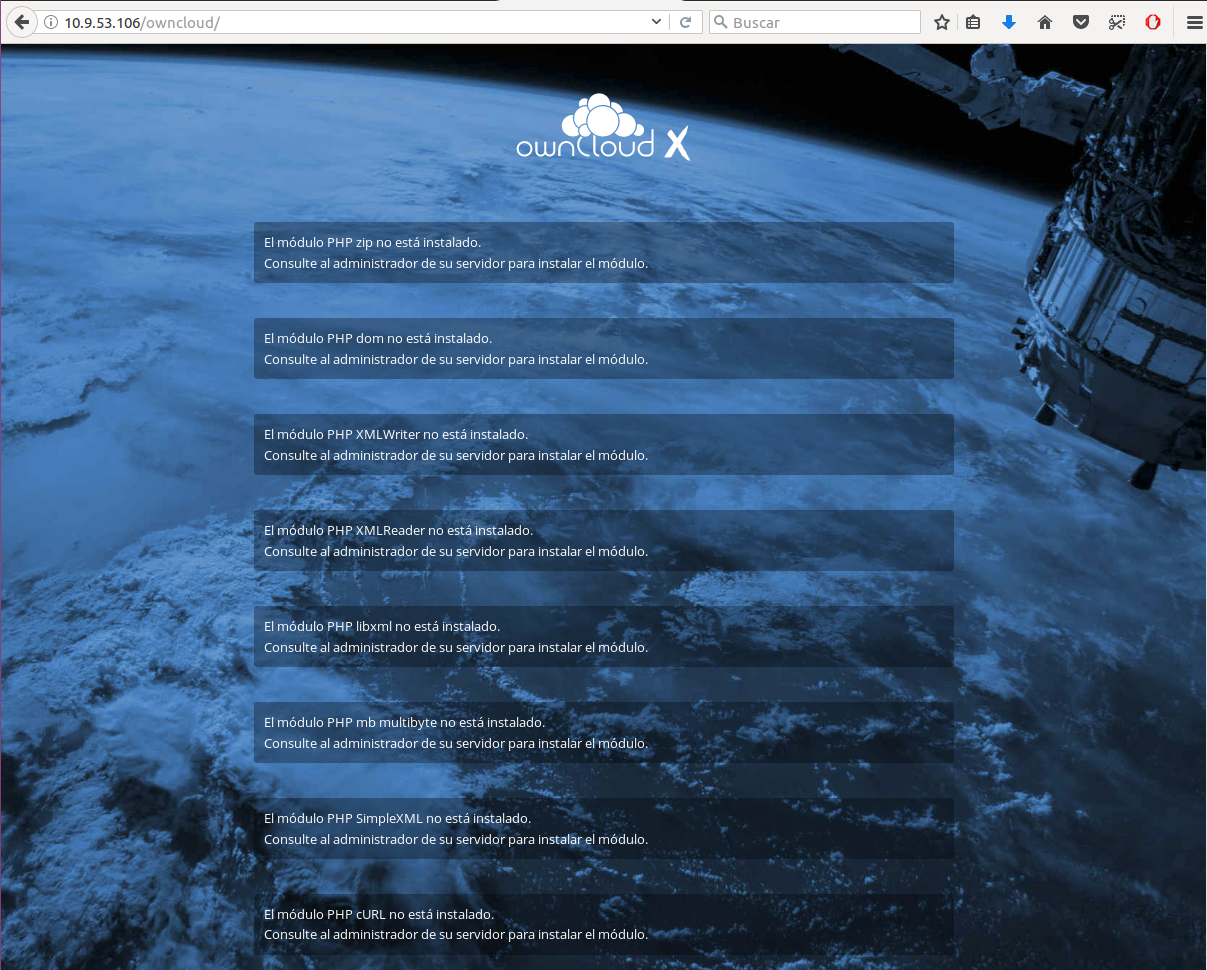 10.9.53.106/owncloud/
Buscar
ownCloud X
El módulo PHP zip no está instalado.
Consulte al administrador de su servidor para instalar el módulo.
El módulo PHP dom no está instalado.
Consulte al administrador de su servidor para instalar el módulo.
El módulo PHP XMLWriter no está instalado.
Consulte al administrador de su servidor para instalar el módulo.
El módulo PHP XMLReader no está instalado.
Consulte al administrador de su servidor para instalar el módulo.
El módulo PHP libxml no está instalado.
Consulte al administrador de su servidor para instalar el módulo.
El módulo PHP mb multibyte no está instalado.
Consulte al administrador de su servidor para instalar el módulo.
El módulo PHP SimpleXML no está instalado.
Consulte al administrador de su servidor para instalar el módulo.
El módulo PHP cURL no está instalado.
Consulte al administrador de su servidor para instalar el módulo.